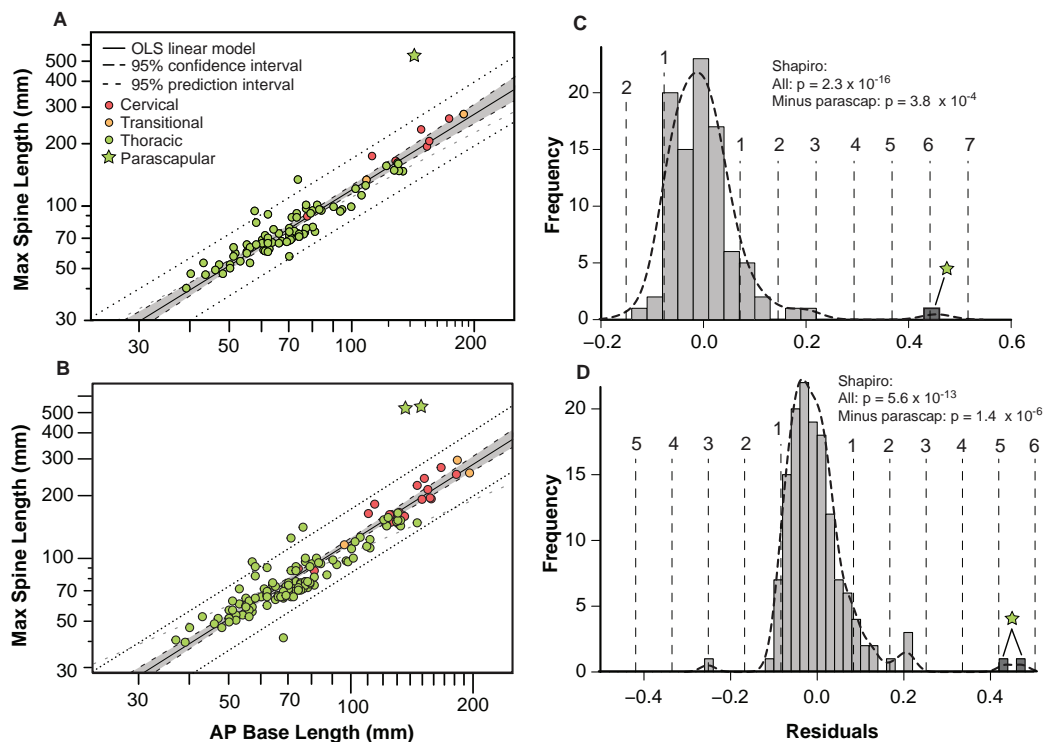 A
Max Spine Length (mm)
500
400
300
200
100
70
50
30
OLS linear model
95% confidence interval
95% prediction interval
Cervical
Transitional
Thoracic
Parascapular
30 50 70 100 200
B
Max Spine Length (mm)
500
400
300
200
100
70
50
40
30
30 50 70 100 200
AP Base Length (mm)
C
Frequency
20
15
10
5
0
2 1 1 2 3 4 5 6 7
Shapiro:
All: p = 2.3 x 10-16
Minus parascap: p = 3.8 x 10-4
−0.2 0.0 0.2 0.4 0.6
D
Frequency
20
15
10
5
0
5 4 3 2 1 1 2 3 4 5 6
Shapiro:
All: p = 5.6 x 10-13
Minus parascap: p = 1.4 x 10-6
−0.4 −0.2 0.0 0.2 0.4
Residuals